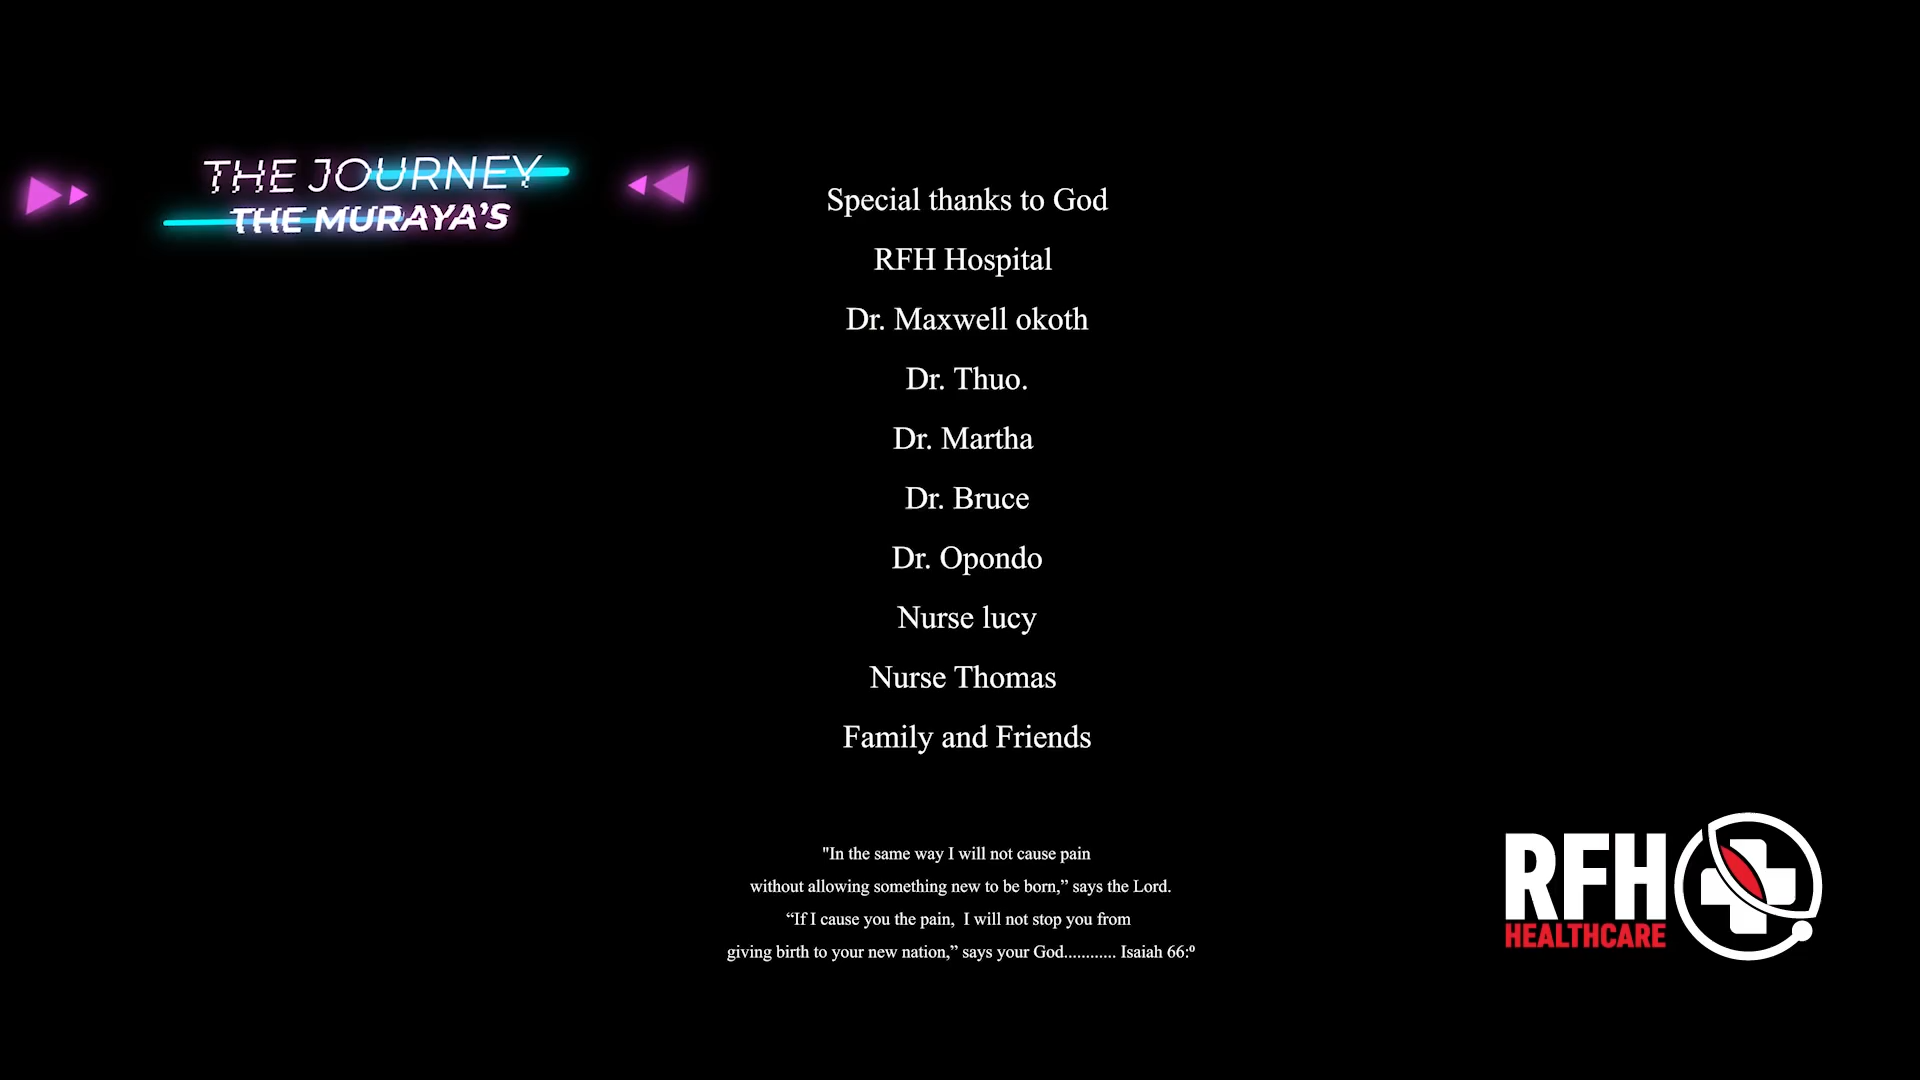 THE JOURNEY
THE MURAYA’S
Special thanks to God
RFH Hospital
Dr. Maxwell okoth
Dr. Thuo.
Dr. Martha
Dr. Bruce
Dr. Opondo
Nurse lucy
Nurse Thomas
Family and Friends
"In the same way I will not cause pain
without allowing something new to be born,” says the Lord.
“If I cause you the pain,  I will not stop you from
giving birth to your new nation,” says your God............ Isaiah 66:⁰
RFH
HEALTHCARE